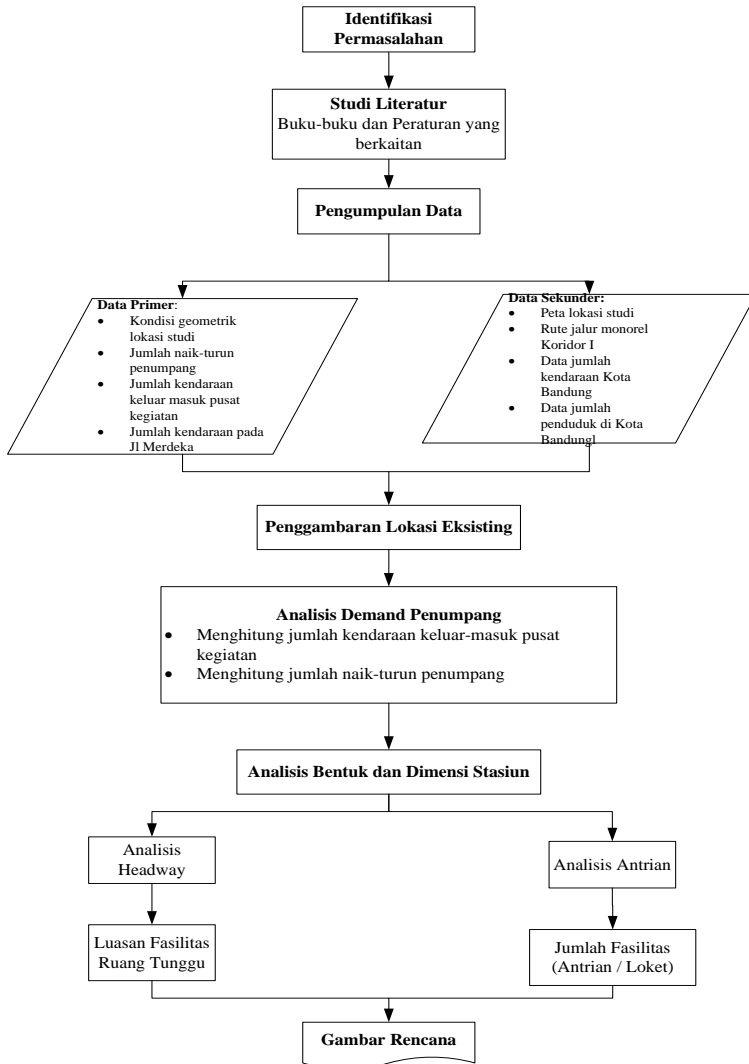 Identifikasi
Permasalahan
Studi Literatur
Buku-buku dan Peraturan yang
berkaitan
Pengumpulan Data
Data Primer:
• Kondisi geometrik
lokasi studi
• Jumlah naik-turun
penumpang
• Jumlah kendaraan
keluar masuk pusat
kegiatan
• Jumlah kendaraan pada
Jl Merdeka
Data Sekunder:
• Peta lokasi studi
• Rute jalur monorel
Koridor I
• Data jumlah
kendaraan Kota
Bandung
• Data jumlah
penduduk di Kota
Bandungl
Penggambaran Lokasi Eksisting
Analisis Demand Penumpang
• Menghitung jumlah kendaraan keluar-masuk pusat
kegiatan
• Menghitung jumlah naik-turun penumpang
Analisis Bentuk dan Dimensi Stasiun
Analisis
Headway
Analisis Antrian
Luasan Fasilitas
Ruang Tunggu
Jumlah Fasilitas
(Antrian / Loket)
Gambar Rencana